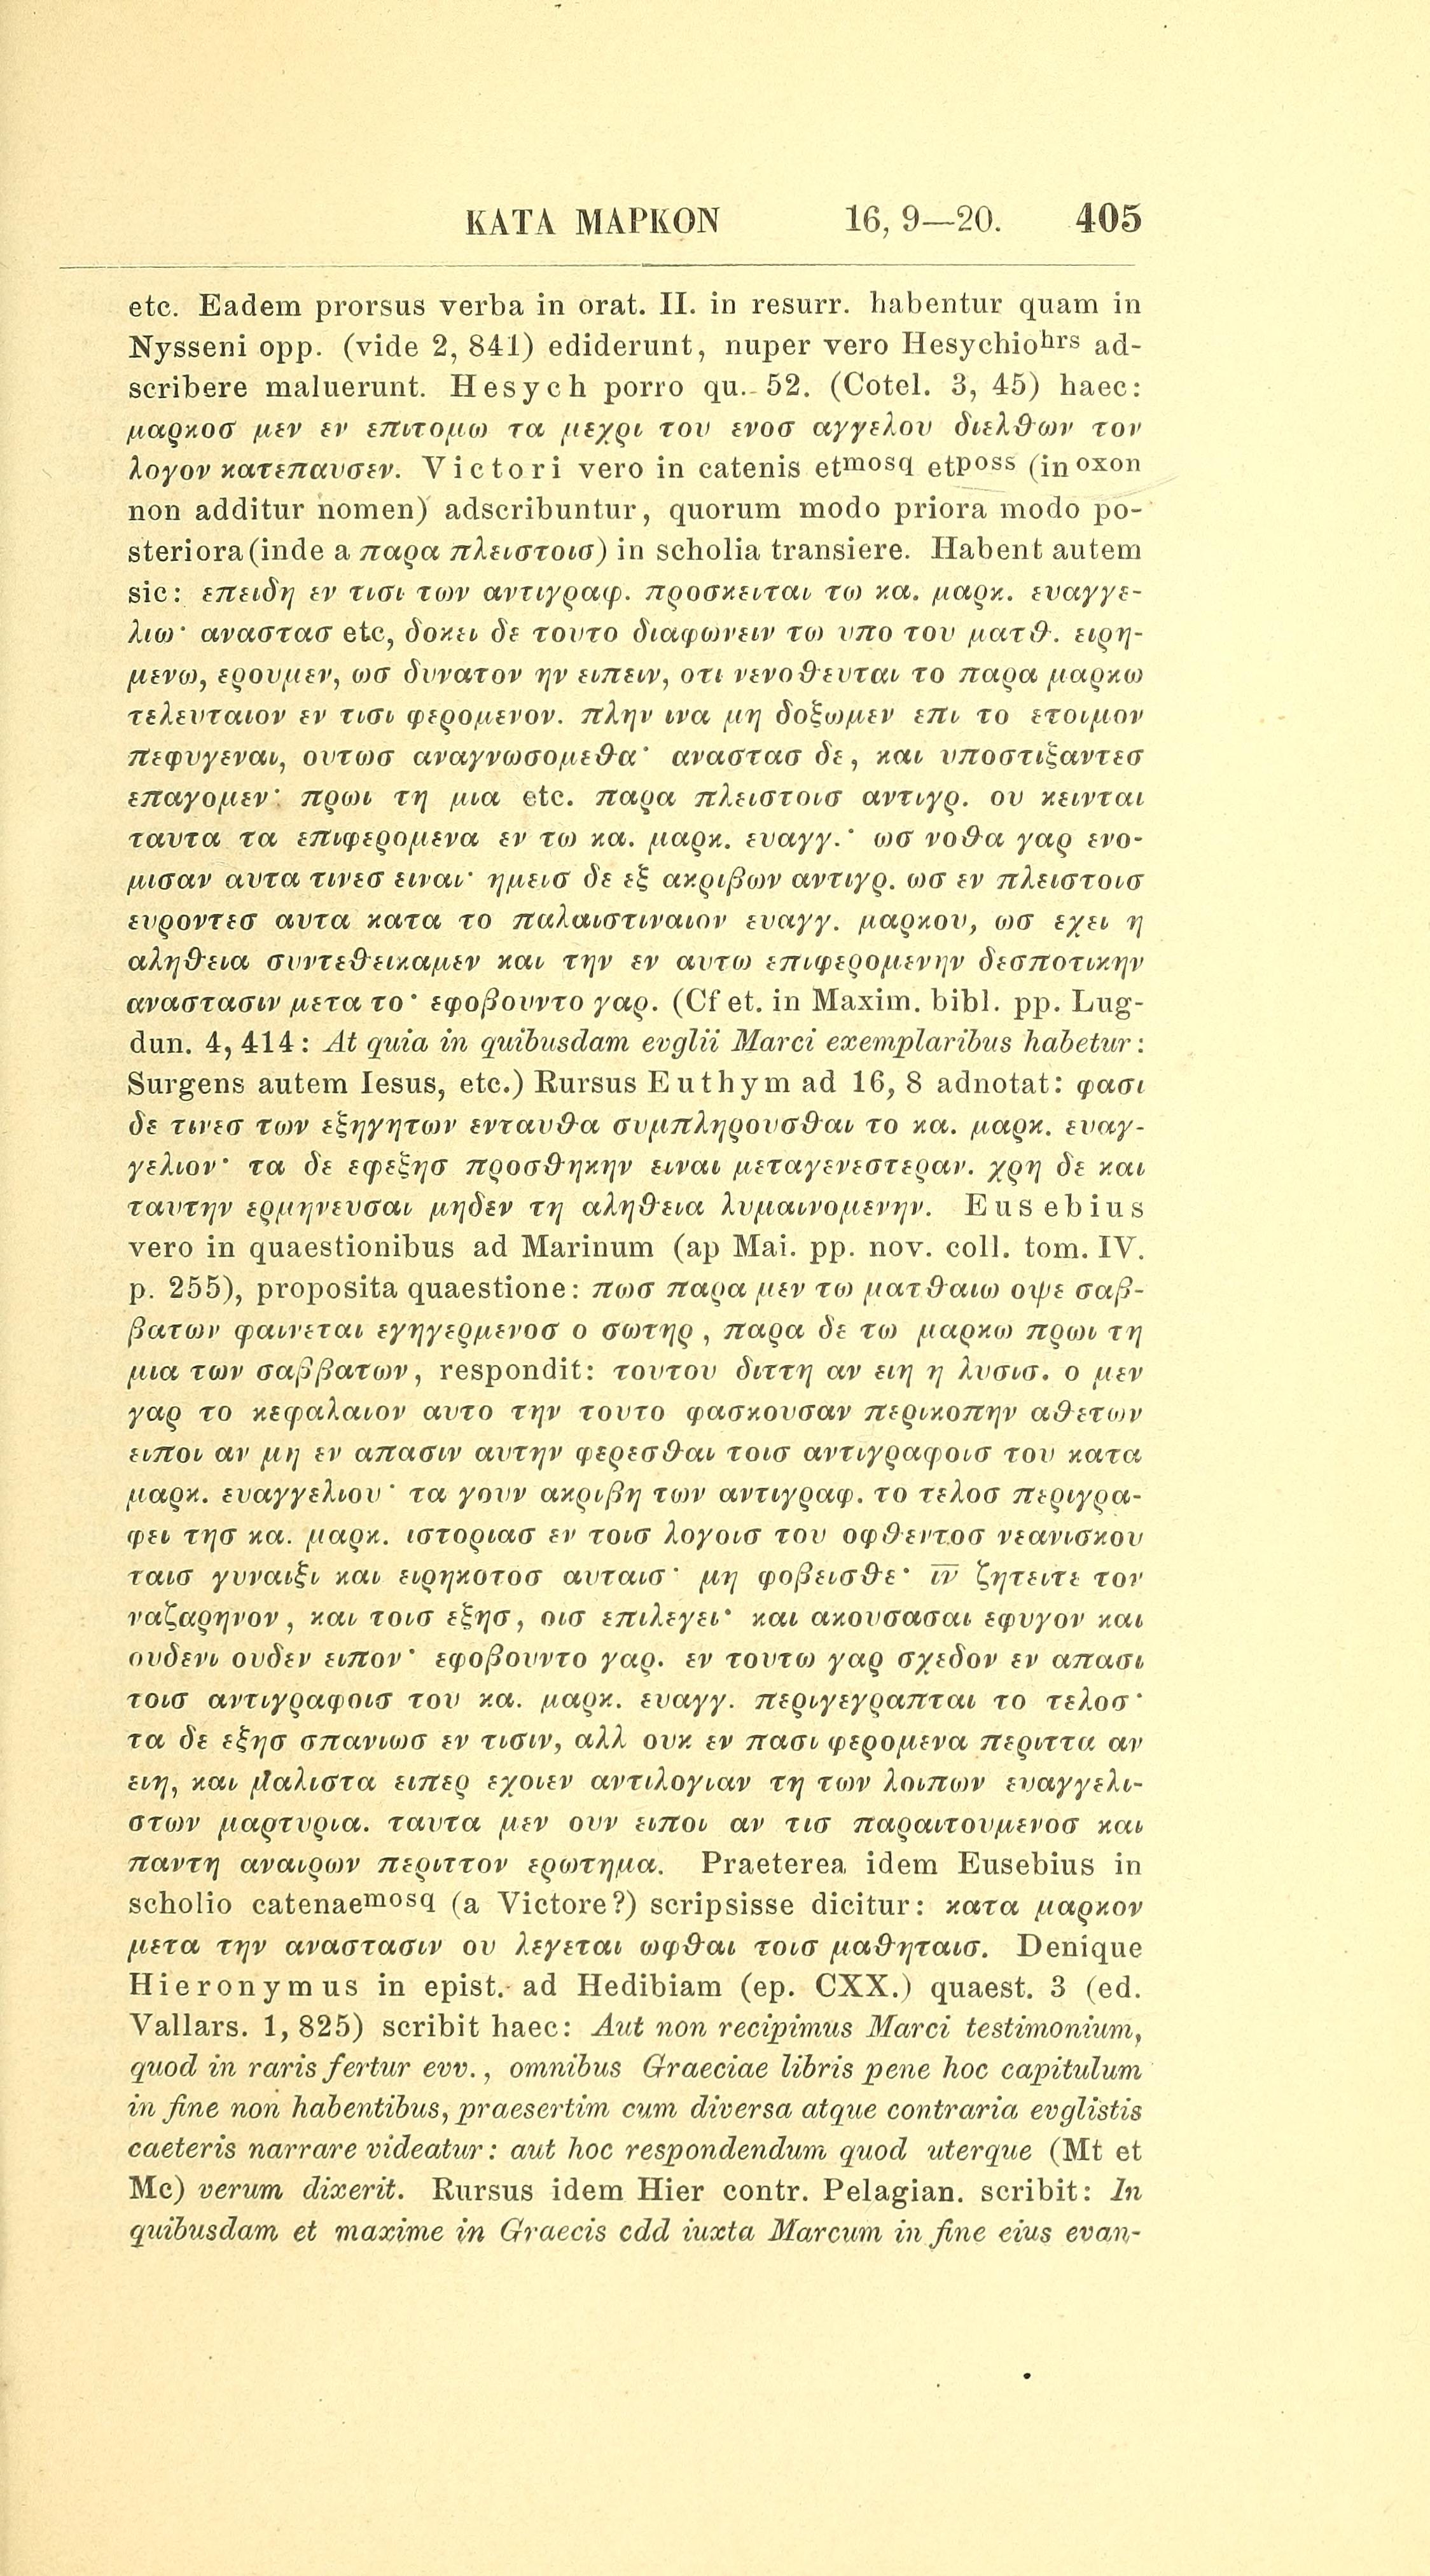 ΚΑΤΑ ΜΑΡΚΟΝ 16, 9—20. 405
etc. Eadem prorsus verba in orat. II. in resurr. habentur quam in
Nysseni opp. (vide 2, 841) ediderunt, nuper vero Hesychiohrs ad-
scribere maluerunt. Hesych porro qu. 52. (Cotel. 3, 45) haec:
μαρκοσ μεν εν επιτομω τα μεχρι του ενοσ αγγελου διελθων τον
λογον κατεπαυσεν. Victori vero in catenis etmosq etposs (in oxon
non additur nomen) adscribuntur, quorum modo priora modo po-
steriora (inde a παρα πλειστοισ) in scholia transiere. Habent autem
sic: επειδη εν τισι των αντιγραφ. προσκειται τω κα. μαρκ. ευαγγε-
λιω· αναστασ etc, δοκει δε τουτο διαφωνειν τω υπο του ματθ. ειρη-
μενω, ερουμεν, ωσ δυνατον ην ειπειν, οτι νενοθευται το παρα μαρκω
τελευταιον εν τισι φερομενον. πλην ινα μη δοξωμεν επι το ετοιμον
πεφυγεναι, ουτωσ αναγνωσομεθα· αναστασ δε, και υποστιξαντεσ
επαγομεν· πρωι τη μια etc. παρα πλειστοισ αντιγρ. ου κεινται
ταυτα τα επιφερομενα εν τω κα. μαρκ. ευαγγ.· ωσ νοθα γαρ ενο-
μισαν αυτα τινεσ ειναι· ημεισ δε εξ ακριβων αντιγρ. ωσ εν πλειστοισ
ευροντεσ αυτα κατα το παλαιστιναιον ευαγγ. μαρκου, ωσ εχει η
αληθεια συντεθεικαμεν και την εν αυτω επιφερομενην δεσποτικην
αναστασιν μετα το· εφοβουντο γαρ. (Cf et. in Maxim. bibl. pp. Lug-
dun. 4, 414: At quia in quibusdam evglii Marci exemplaribus habetur:
Surgens autem Iesus, etc.) Rursus Euthym ad 16, 8 adnotat: φασι
δε τινεσ των εξηγητων ενταυθα συμπληρουσθαι το κα. μαρκ. ευαγ-
γελιον· τα δε εφεξησ προσθηκην ειναι μεταγενεστεραν. χρη δε και
ταυτην ερμηνευσαι μηδεν τη αληθεια λυμαινομενην. Eusebius
vero in quaestionibus ad Marinum (ap Mai. pp. nov. coll. tom. IV.
p. 255), proposita quaestione: πωσ παρα μεν τω ματθαιω οψε σαβ-
βατων φαινεται εγηγερμενοσ ο σωτηρ, παρα δε τω μαρκω πρωι τη
μια των σαββατων, respondit: τουτου διττη αν ειη η λυσισ. ο μεν
γαρ το κεφαλαιον αυτο την τουτο φασκουσαν περικοπην αθετων
ειποι αν μη εν απασιν αυτην φερεσθαι τοισ αντιγραφοισ του κατα
μαρκ. ευαγγελιου· τα γουν ακριβη των αντιγραφ. το τελοσ περιγρα-
φει τησ κα. μαρκ. ιστοριασ εν τοισ λογοισ του οφθεντοσ νεανισκου
ταισ γυναιξι και ειρηκοτοσ αυταισ· μη φοβεισθε· ι̅ν̅ ζητειτε τον
ναζαρηνον, και τοισ εξησ, οισ επιλεγει· και ακουσασαι εφυγον και
ουδενι ουδεν ειπον· εφοβουντο γαρ. εν τουτω γαρ σχεδον εν απασι
τοισ αντιγραφοισ του κα. μαρκ. ευαγγ. περιγεγραπται το τελοσ·
τα δε εξησ σπανιωσ εν τισιν, αλλ ουκ εν πασι φερομενα περιττα αν
ειη, και μαλιστα ειπερ εχοιεν αντιλογιαν τη των λοιπων ευαγγελι-
στων μαρτυρια. ταυτα μεν ουν ειποι αν τισ παραιτουμενοσ και
παντη αναιρων περιττον ερωτημα. Praeterea idem Eusebius in
scholio catenaemosq (a Victore?) scripsisse dicitur: κατα μαρκον
μετα την αναστασιν ου λεγεται ωφθαι τοισ μαθηταισ. Denique
Hieronymus in epist. ad Hedibiam (ep. CXX.) quaest. 3 (ed.
Vallars. 1, 825) scribit haec: Aut non recipimus Marci testimonium,
quod in raris fertur evv., omnibus Graeciae libris pene hoc capitulum
in fine non habentibus, praesertim cum diversa atque contraria evglistis
caeteris narrare videatur: aut hoc respondendum quod uterque (Mt et
Mc) verum dixerit. Rursus idem Hier contr. Pelagian. scribit: In
quibusdam et maxime in Graecis cdd iuxta Marcum in fine eius evan-